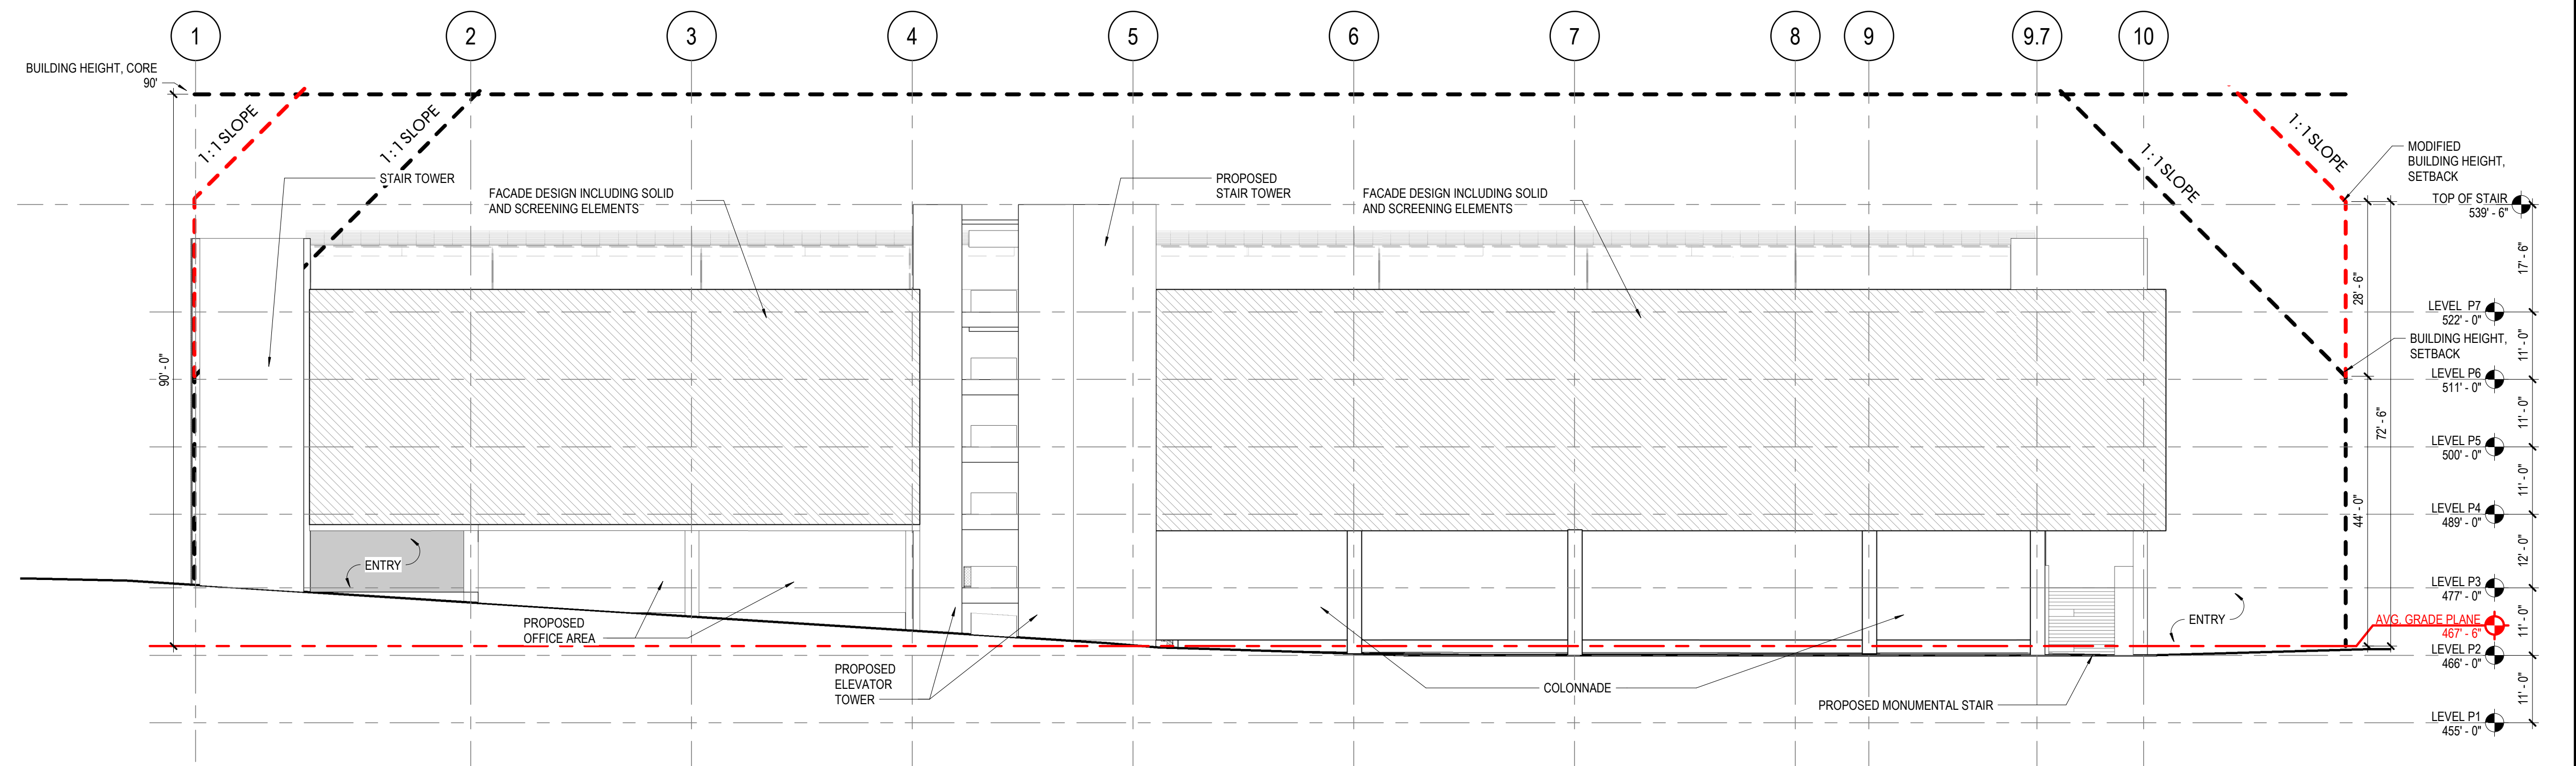 1
2
3
4
5
6
7
8
9
9.7
10
BUILDING HEIGHT, CORE
90'
1:1 SLOPE
1:1 SLOPE
1:1 SLOPE
1:1 SLOPE
STAIR TOWER
FACADE DESIGN INCLUDING SOLID
AND SCREENING ELEMENTS
PROPOSED
STAIR TOWER
FACADE DESIGN INCLUDING SOLID
AND SCREENING ELEMENTS
MODIFIED
BUILDING HEIGHT,
SETBACK
TOP OF STAIR
539' - 6"
17' - 6"
28' - 6"
LEVEL P7
522' - 0"
BUILDING HEIGHT,
SETBACK
11' - 0"
90' - 0"
LEVEL P6
511' - 0"
11' - 0"
72' - 6"
LEVEL P5
500' - 0"
11' - 0"
44' - 0"
LEVEL P4
489' - 0"
12' - 0"
ENTRY
LEVEL P3
477' - 0"
11' - 0"
ENTRY
AVG. GRADE PLANE
467' - 6"
PROPOSED
OFFICE AREA
LEVEL P2
466' - 0"
PROPOSED
ELEVATOR
TOWER
COLONNADE
PROPOSED MONUMENTAL STAIR
11' - 0"
LEVEL P1
455' - 0"